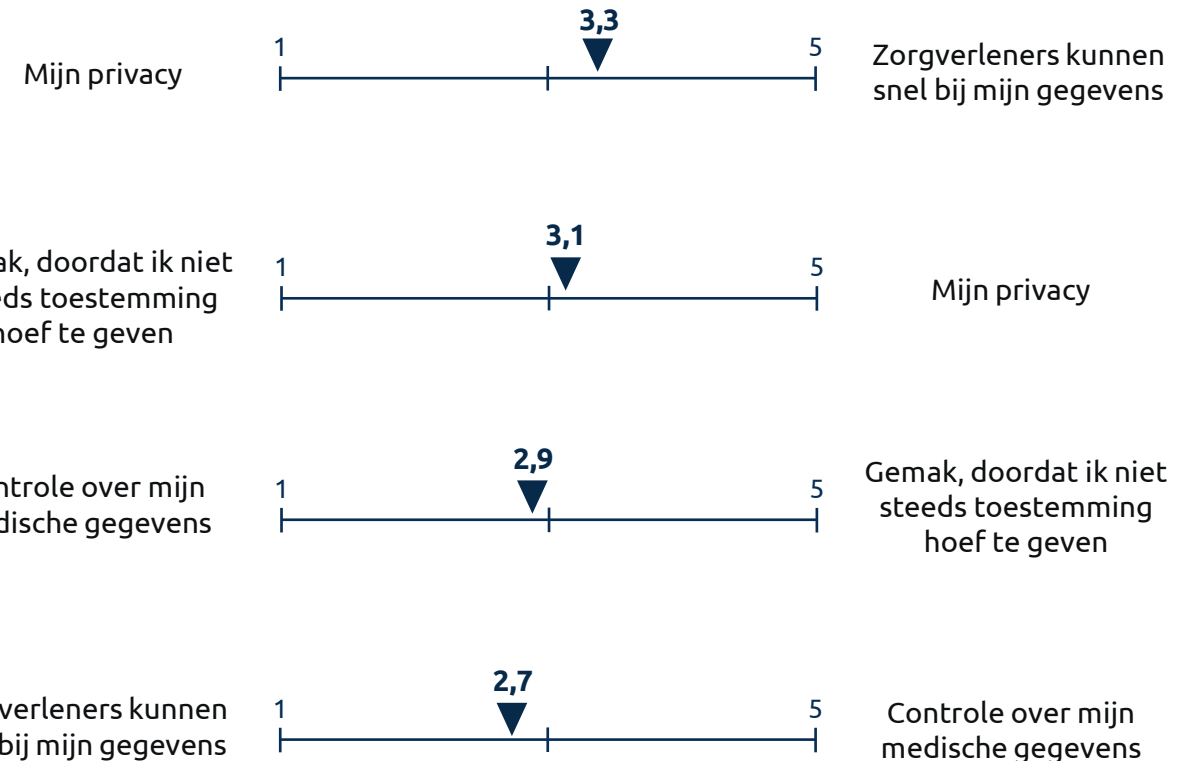 3,3
1
5
Mijn privacy
Zorgverleners kunnen
snel bij mijn gegevens
3,1
1
5
ak, doordat ik niet
eds toestemming
hoef te geven
Mijn privacy
2,9
1
5
ntrole over mijn
dische gegevens
Gemak, doordat ik niet
steeds toestemming
hoef te geven
2,7
1
5
verleners kunnen
bij mijn gegevens
Controle over mijn
medische gegevens